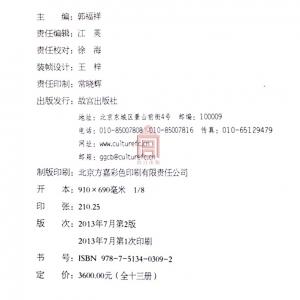 主　　编：郭福祥
责任编辑：江　英
责任校对：徐　海
装帧设计：王　梓
责任印制：常晓辉
出版发行：故宫出版社
地址：北京东城区景山前街4号　邮编：100009
电话：010-85007808　010-85007816　传真：010-65129479
网址：www.culturefc.cn
邮箱：ggcb@culturefc.cn
制版印刷：北京方嘉彩色印刷有限责任公司
开　　本：910×690毫米　1/8
印　　张：210.25
版　　次：2013年7月第2版
2013年7月第1次印刷
书　　号：ISBN 978-7-5134-0309-2
定　　价：3600.00元（全十三册）